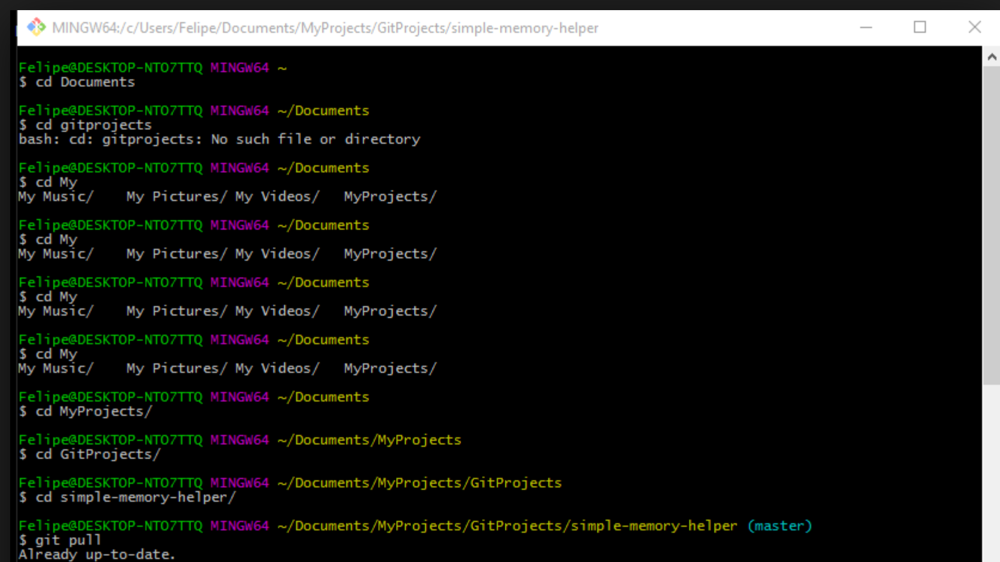 MINGW64:/c/Users/Felipe/Documents/MyProjects/GitProjects/simple-memory-helper
Felipe@DESKTOP-NTO7TTQ MINGW64 ~
$ cd Documents
Felipe@DESKTOP-NTO7TTQ MINGW64 ~/Documents
$ cd gitprojects
bash: cd: gitprojects: No such file or directory
Felipe@DESKTOP-NTO7TTQ MINGW64 ~/Documents
$ cd My
My Music/    My Pictures/ My Videos/   MyProjects/
Felipe@DESKTOP-NTO7TTQ MINGW64 ~/Documents
$ cd My
My Music/    My Pictures/ My Videos/   MyProjects/
Felipe@DESKTOP-NTO7TTQ MINGW64 ~/Documents
$ cd My
My Music/    My Pictures/ My Videos/   MyProjects/
Felipe@DESKTOP-NTO7TTQ MINGW64 ~/Documents
$ cd My
My Music/    My Pictures/ My Videos/   MyProjects/
Felipe@DESKTOP-NTO7TTQ MINGW64 ~/Documents
$ cd MyProjects/
Felipe@DESKTOP-NTO7TTQ MINGW64 ~/Documents/MyProjects
$ cd GitProjects/
Felipe@DESKTOP-NTO7TTQ MINGW64 ~/Documents/MyProjects/GitProjects
$ cd simple-memory-helper/
Felipe@DESKTOP-NTO7TTQ MINGW64 ~/Documents/MyProjects/GitProjects/simple-memory-helper (master)
$ git pull
Already up-to-date.